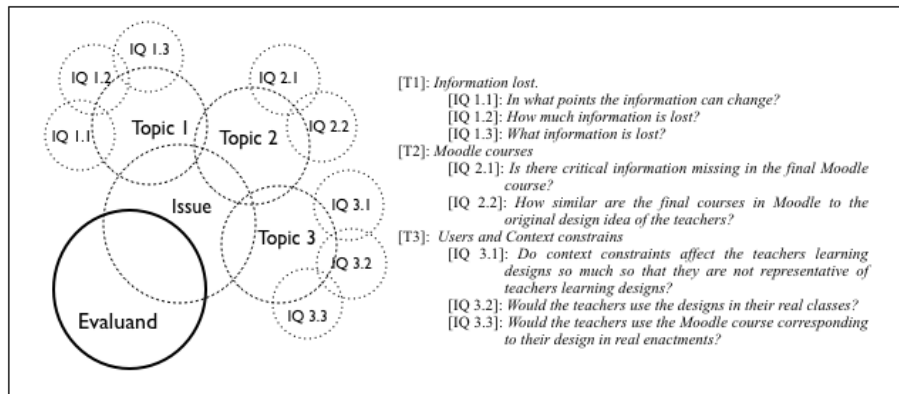 IQ 1.3
IQ 1.2
IQ 2.1
IQ 1.1
Topic 1
Topic 2
IQ 2.2
Issue
IQ 3.1
Topic 3
IQ 3.2
IQ 3.3
Evaluand
[T1]: Information lost.
[IQ 1.1]: In what points the information can change?
[IQ 1.2]: How much information is lost?
[IQ 1.3]: What information is lost?
[T2]: Moodle courses
[IQ 2.1]: Is there critical information missing in the final Moodle
course?
[IQ 2.2]: How similar are the final courses in Moodle to the
original design idea of the teachers?
[T3]: Users and Context constrains
[IQ 3.1]: Do context constraints affect the teachers learning
designs so much so that they are not representative of
teachers learning designs?
[IQ 3.2]: Would the teachers use the designs in their real classes?
[IQ 3.3]: Would the teachers use the Moodle course corresponding
to their design in real enactments?